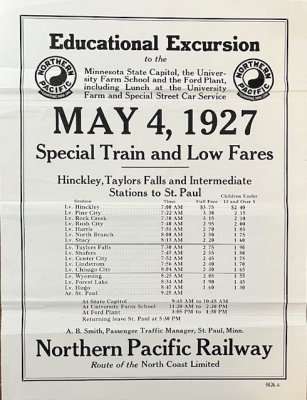 Educational Excursion
to the
NORTHERN PACIFIC
Minnesota State Capitol, the Univer-
sity Farm School and the Ford Plant,
including Lunch at the University
Farm and Special Street Car Service
NORTHERN PACIFIC
MAY 4, 1927
Special Train and Low Fares
Hinckley, Taylors Falls and Intermediate
Stations to St. Paul
Station Time Full Fare Children Under 12 and Over 5
Lv. Hinckley 7:00 AM $3.75 $2.40
Lv. Pine City 7:22 AM 3.30 2.15
Lv. Rock Creek 3.15 2.10
Lv. Rush City 7:40 AM 2.95 2.00
Lv. Harris 7:51 AM 2.70 1.85
Lv. North Branch 8:00 AM 2.50 1.75
Lv. Stacy 8:13 AM 2.20 1.60
Lv. Taylors Falls 7:30 AM 2.75 1.90
Lv. Shafers 7:45 AM 2.55 1.80
Lv. Center City 7:52 AM 2.45 1.75
Lv. Lindstrom 7:56 AM 2.40 1.70
Lv. Chisago City 8:04 AM 2.30 1.65
Lv. Wyoming 8:25 AM 2.05 1.55
Lv. Forest Lake 8:34 AM 1.90 1.45
Lv. Hugo 8:47 AM 1.60 1.30
Ar. St. Paul 9:25 AM
At State Capitol 9:45 AM to 10:45 AM
At University Farm School 11:20 AM to 2:20 PM
At Ford Plant 3:05 PM to 4:30 PM
Returning leave St. Paul at 5:30 PM
A. B. Smith, Passenger Traffic Manager, St. Paul, Minn.
Northern Pacific Railway
Route of the North Coast Limited